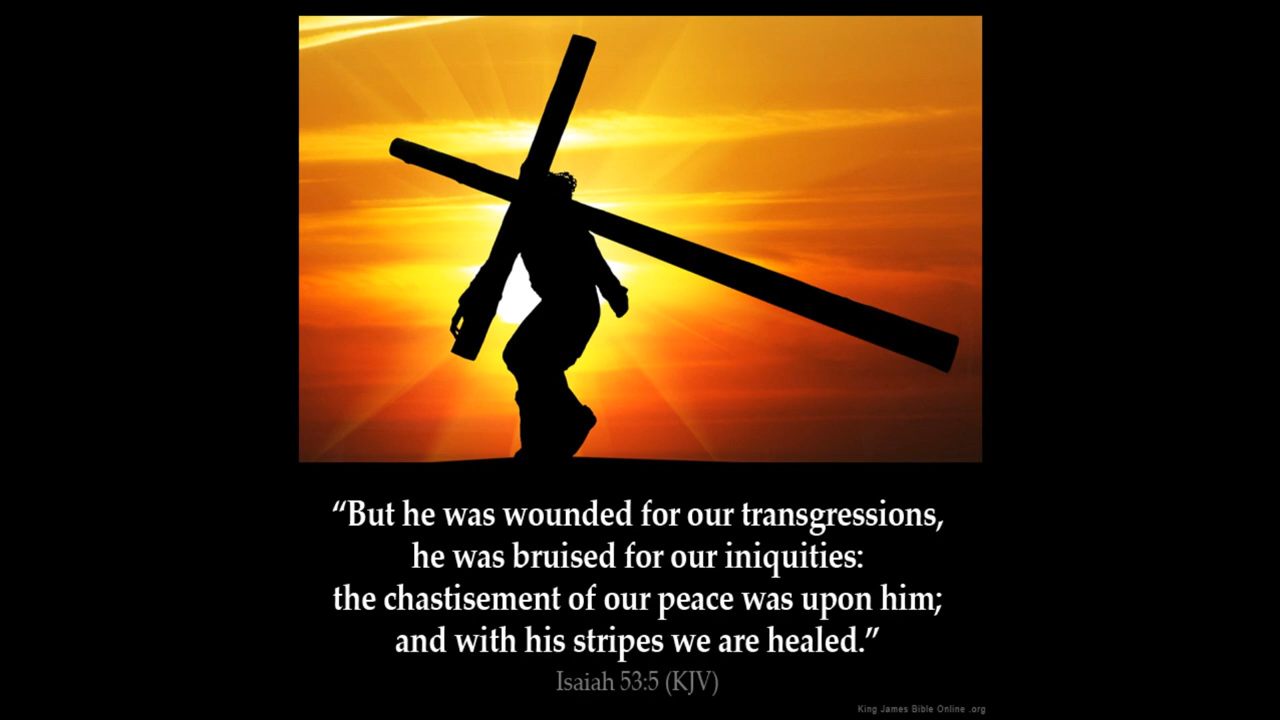 “But he was wounded for our transgressions,
he was bruised for our iniquities:
the chastisement of our peace was upon him;
and with his stripes we are healed.”
Isaiah 53:5 (KJV)
King James Bible Online .org